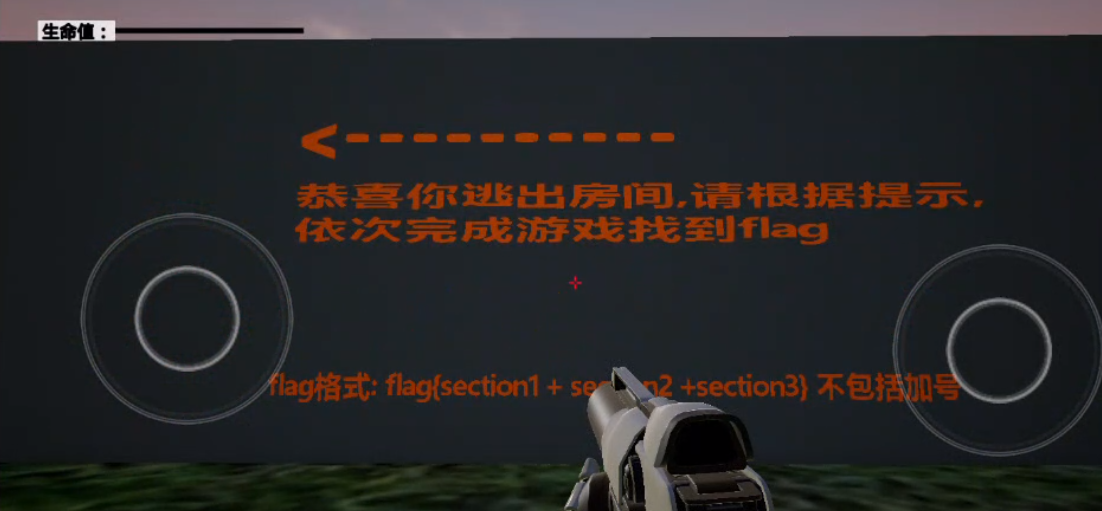 生命值：
<----------
恭喜你逃出房间,请根据提示,
依次完成游戏找到flag
flag格式: flag{section1 + section2 +section3} 不包括加号